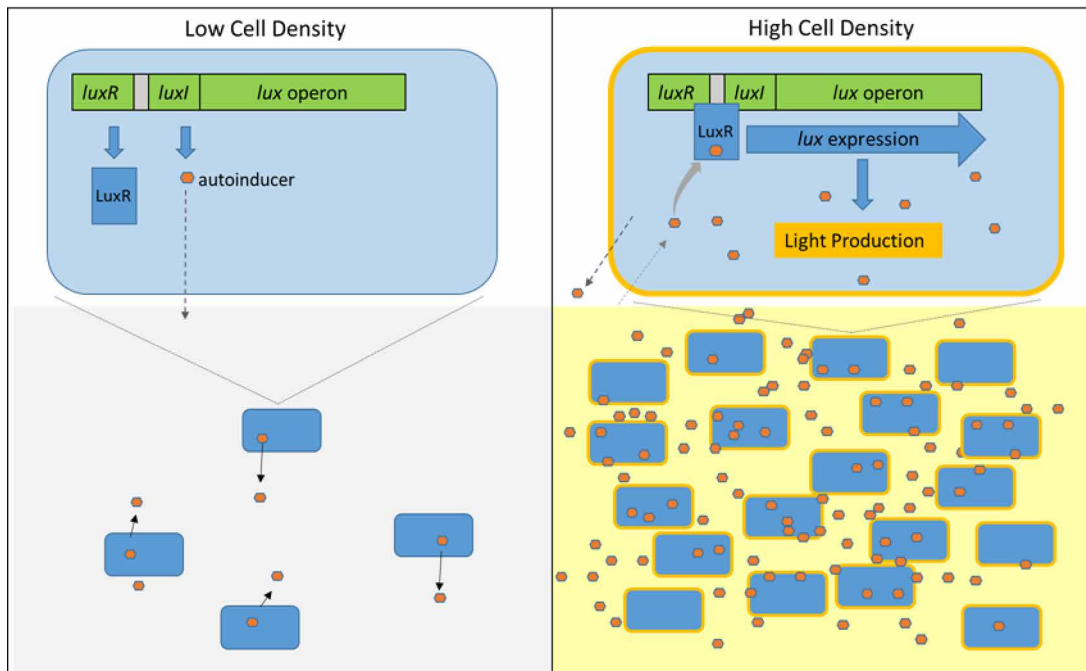 Low Cell Density
luxR luxI lux operon
LuxR
autoinducer
High Cell Density
luxR luxI lux operon
LuxR
lux expression
Light Production